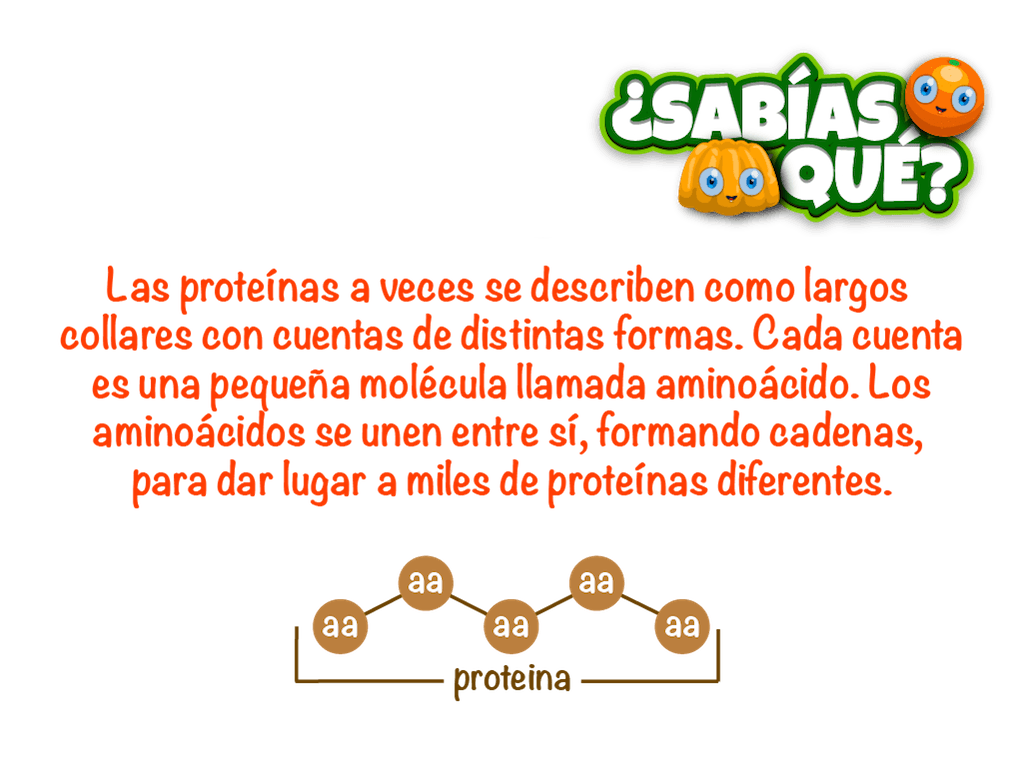 ¿SABÍAS
QUÉ?
Las proteínas a veces se describen como largos
collares con cuentas de distintas formas. Cada cuenta
es una pequeña molécula llamada aminoácido. Los
aminoácidos se unen entre sí, formando cadenas,
para dar lugar a miles de proteínas diferentes.
aa aa
aa aa aa
proteina